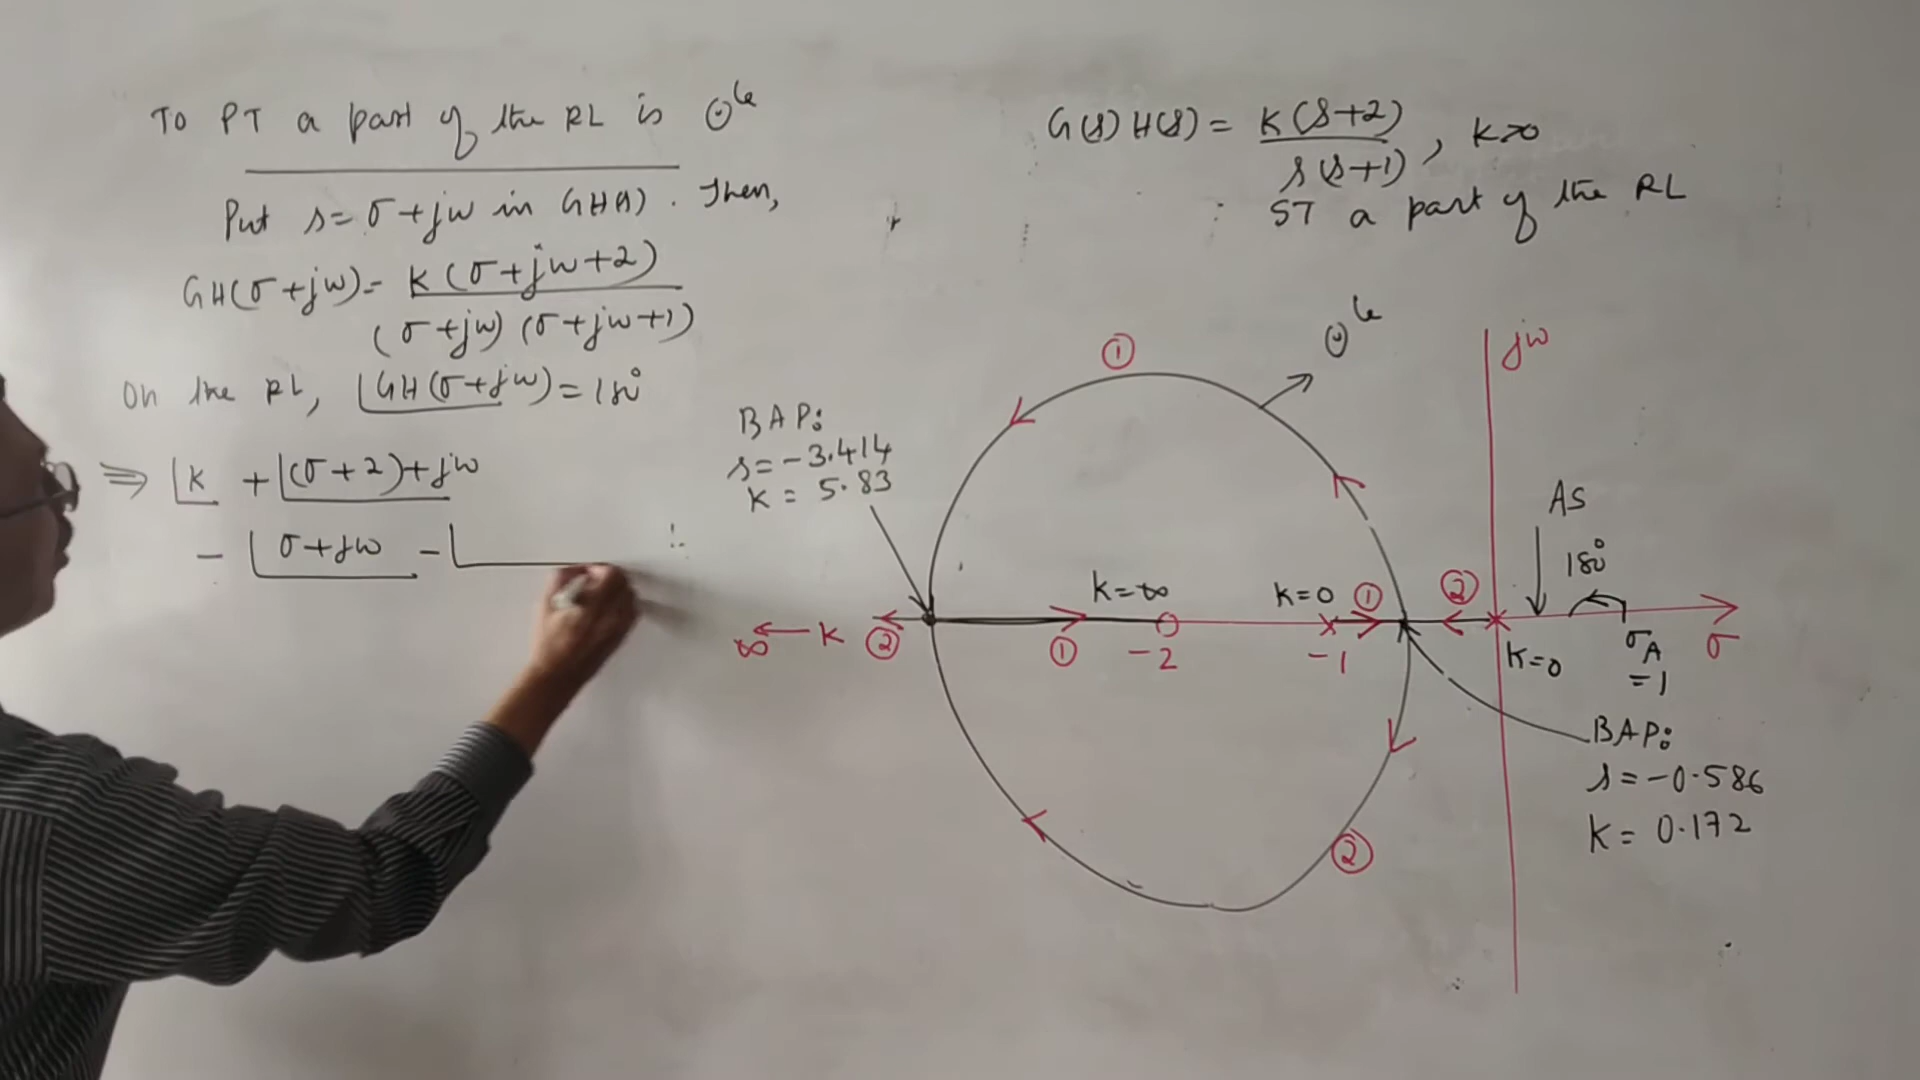 To PT a part of the RL is ⊙le
Put s = σ+jω in GH(s). Then,
GH(σ+jω) = K(σ+jω+2)
(σ+jω) (σ+jω+1)
On the RL, ∠GH(σ+jω) = 180°
⇒ ∠K + ∠(σ+2)+jω
- ∠σ+jω - ∠
G(s) H(s) = K(s+2) , K>0
s(s+1)
ST a part of the RL
⊙le
jω
①
BAP:
s = -3.414
K = 5.83
AS
180°
K=∞
K=0
①
②
∞ ← K
②
①
-2
-1
K=0
σA
= 1
σ
BAP:
s = -0.586
K = 0.172
②